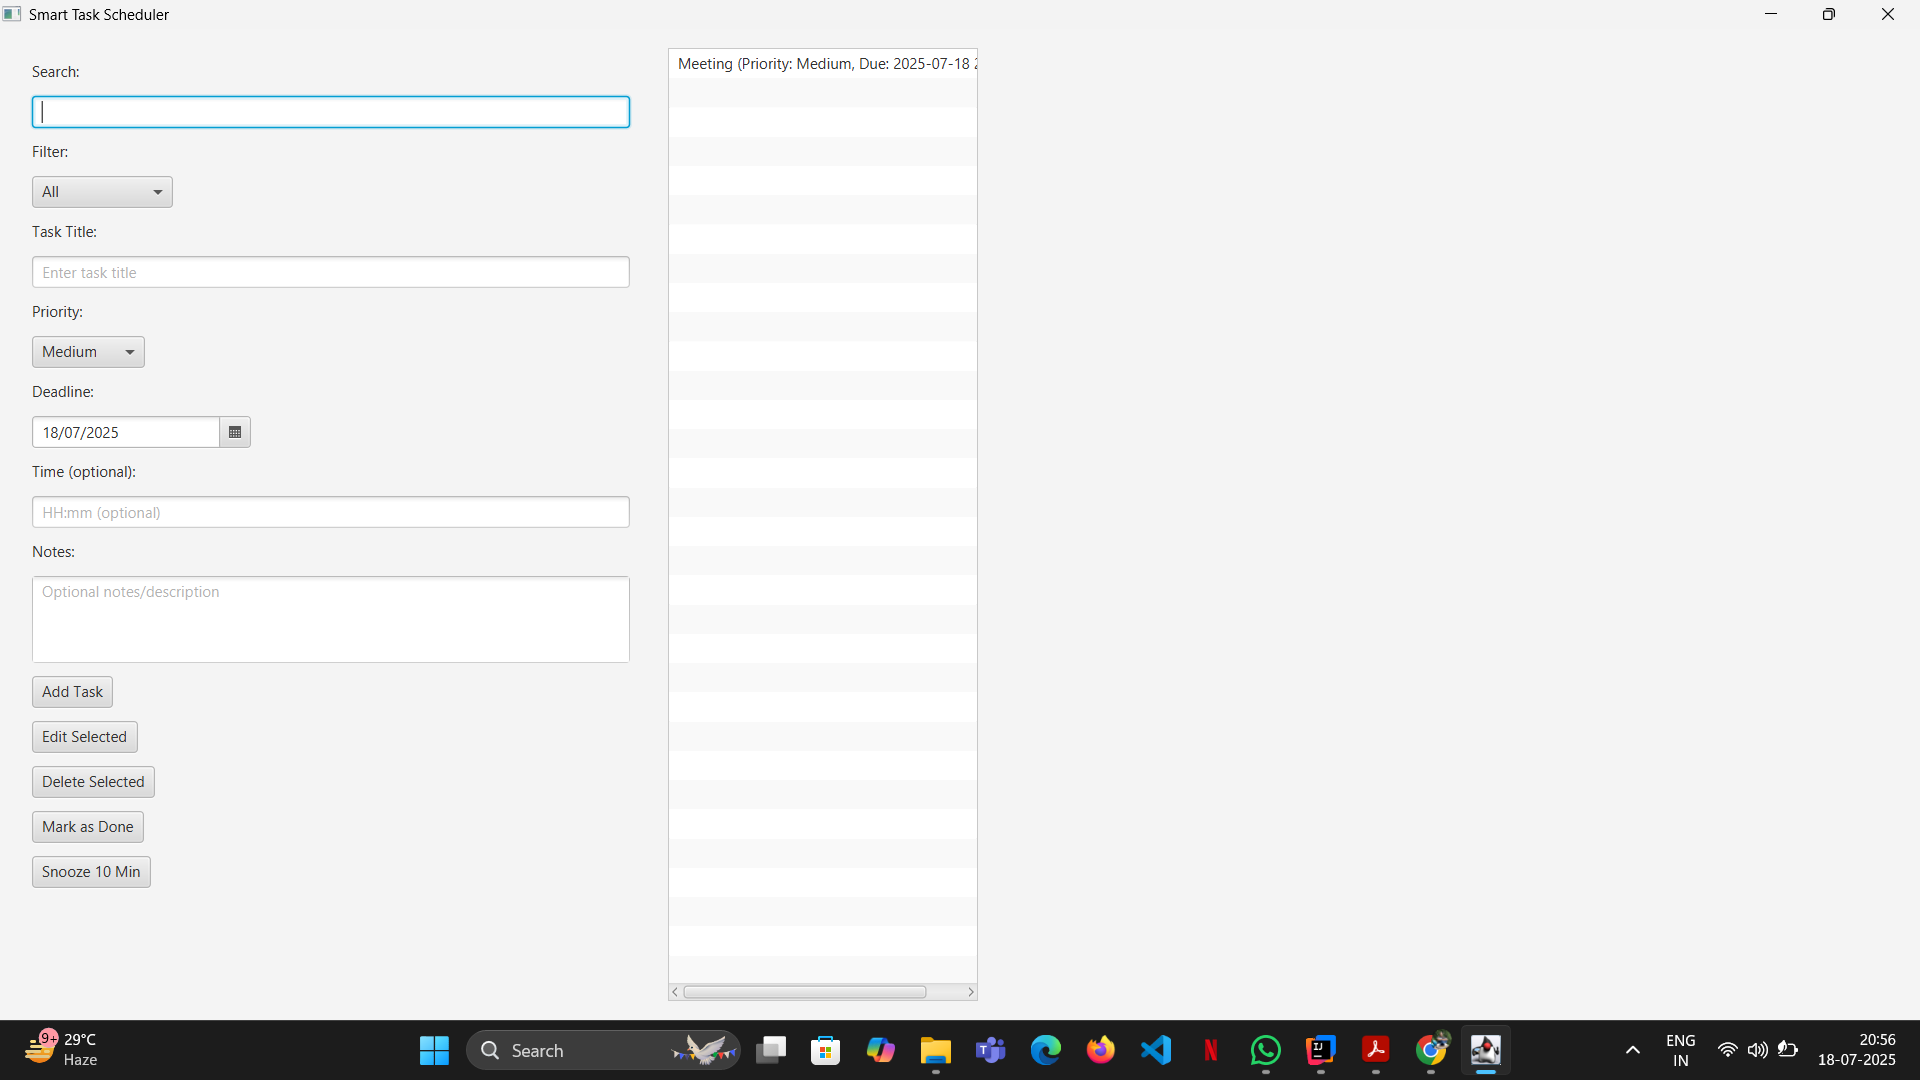 Smart Task Scheduler
Search:
Filter:
All
Task Title:
Enter task title
Priority:
Medium
Deadline:
18/07/2025
Time (optional):
HH:mm (optional)
Notes:
Optional notes/description
Add Task
Edit Selected
Delete Selected
Mark as Done
Snooze 10 Min
Meeting (Priority: Medium, Due: 2025-07-18
9+
29°C
Haze
Search
ENG
IN
20:56
18-07-2025